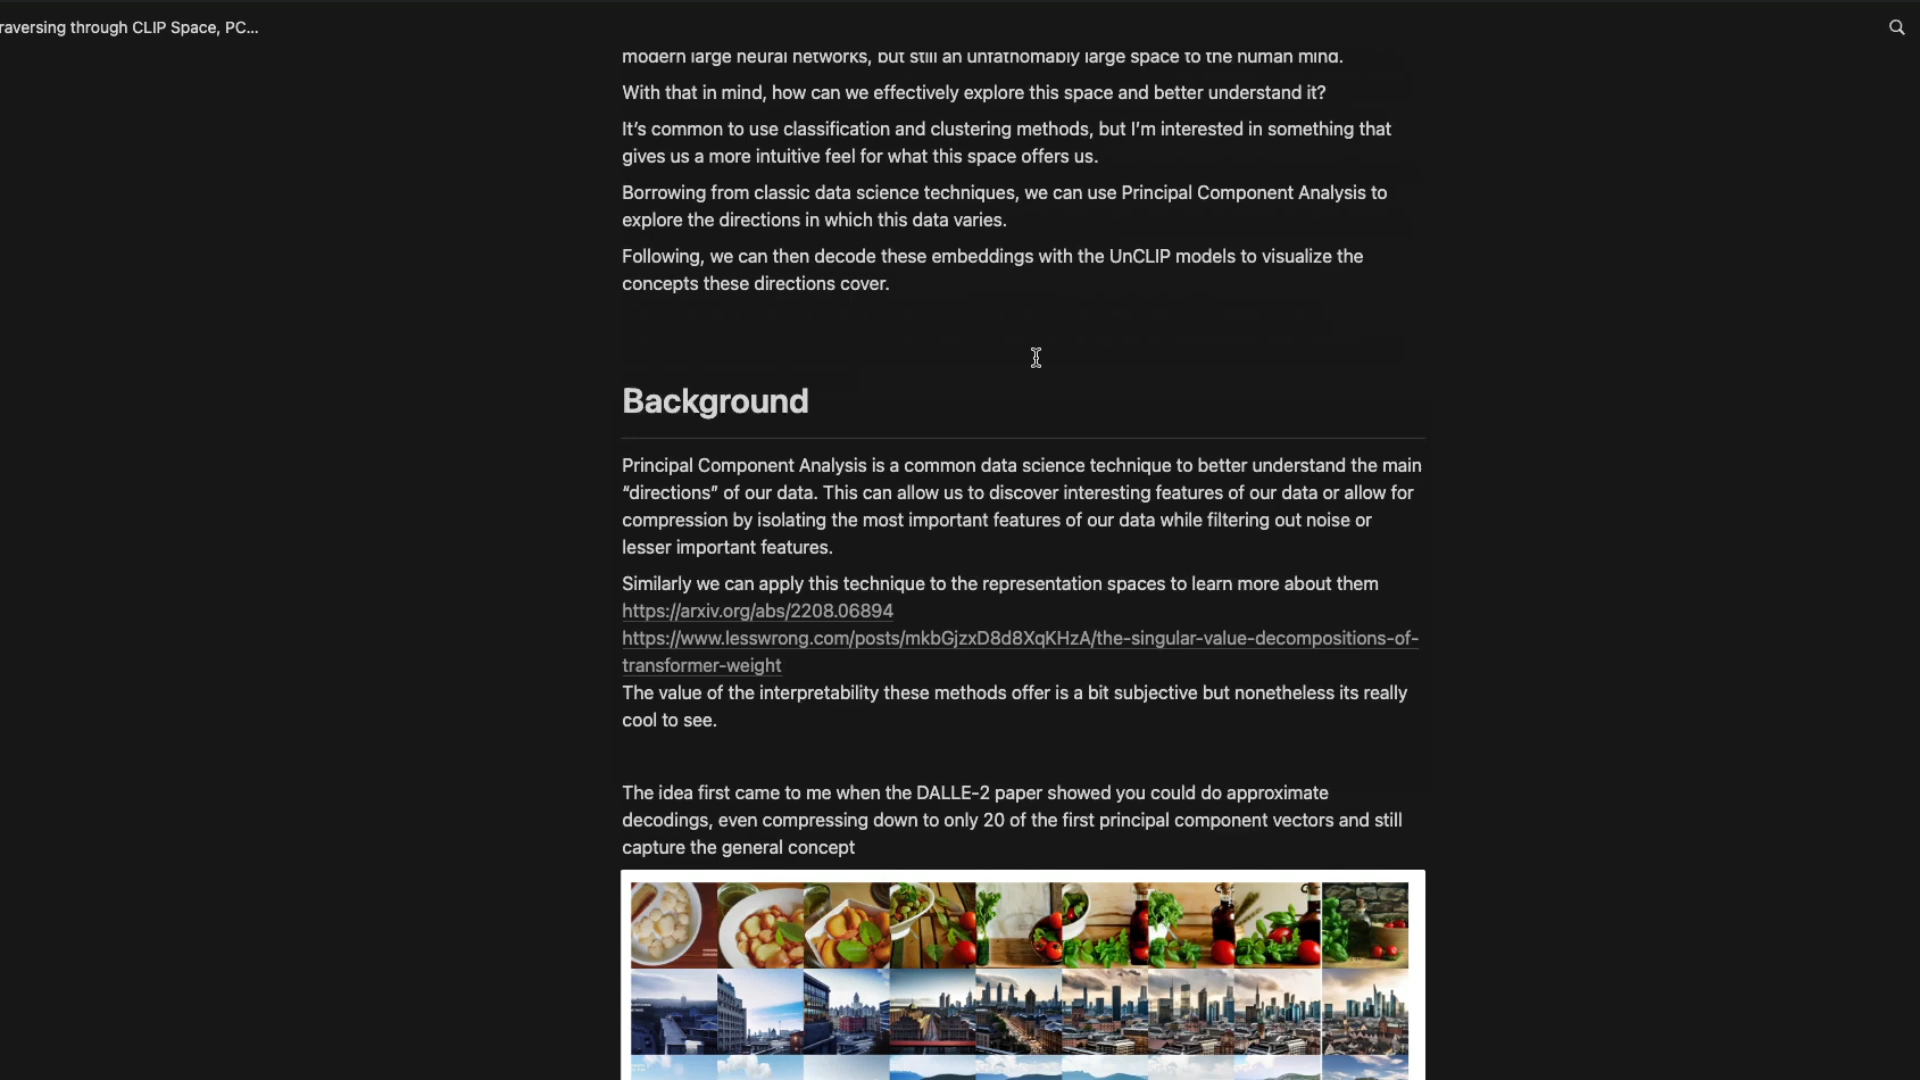 raversing through CLIP Space, PC...
modern large neural networks, but still an unfathomably large space to the human mind.
With that in mind, how can we effectively explore this space and better understand it?
It’s common to use classification and clustering methods, but I’m interested in something that
gives us a more intuitive feel for what this space offers us.
Borrowing from classic data science techniques, we can use Principal Component Analysis to
explore the directions in which this data varies.
Following, we can then decode these embeddings with the UnCLIP models to visualize the
concepts these directions cover.
Background
Principal Component Analysis is a common data science technique to better understand the main
“directions” of our data. This can allow us to discover interesting features of our data or allow for
compression by isolating the most important features of our data while filtering out noise or
lesser important features.
Similarly we can apply this technique to the representation spaces to learn more about them
https://arxiv.org/abs/2208.06894
https://www.lesswrong.com/posts/mkbGjzxD8d8XqKHzA/the-singular-value-decompositions-of-
transformer-weight
The value of the interpretability these methods offer is a bit subjective but nonetheless its really
cool to see.
The idea first came to me when the DALLE-2 paper showed you could do approximate
decodings, even compressing down to only 20 of the first principal component vectors and still
capture the general concept